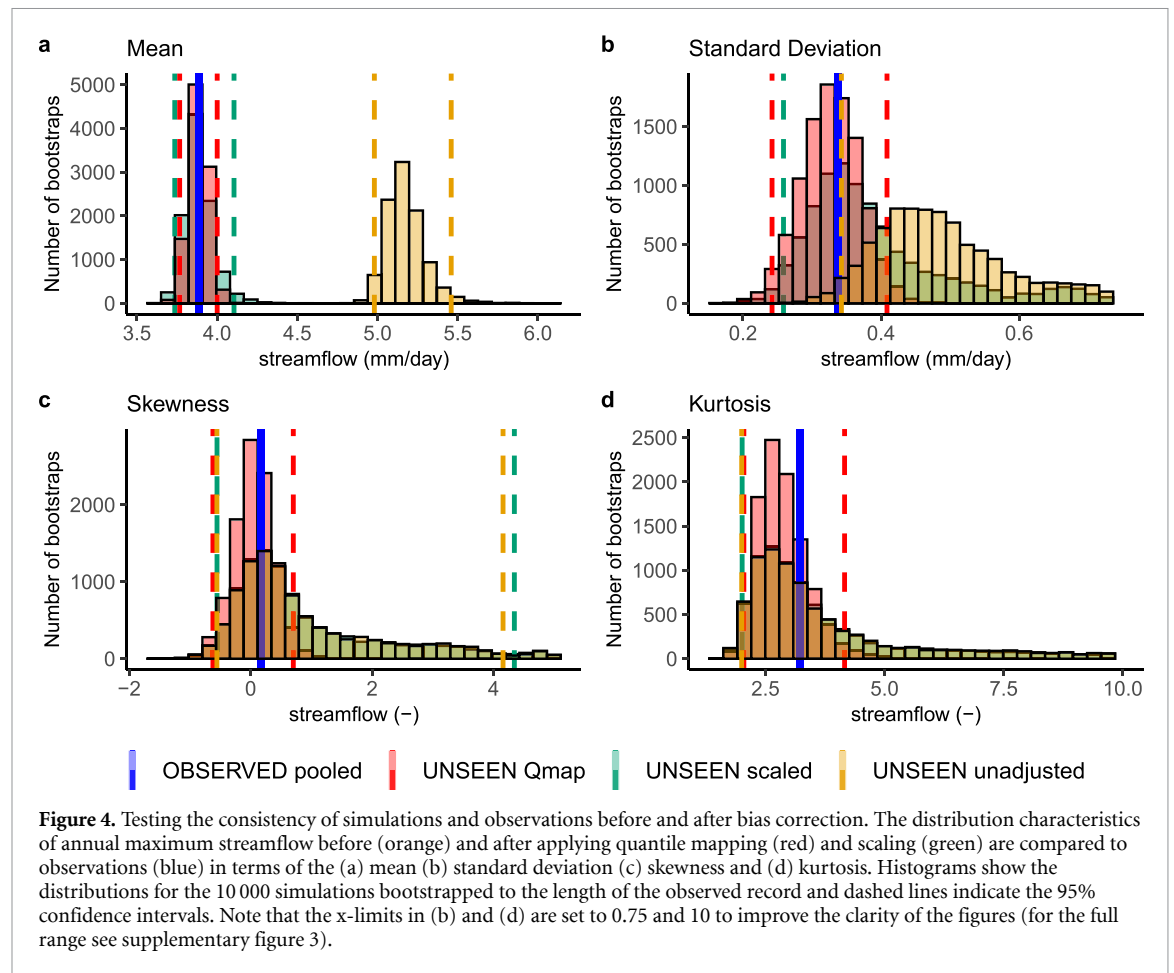 a
Mean
Number of bootstraps
5000
4000
3000
2000
1000
0
3.5 4.0 4.5 5.0 5.5 6.0
streamflow (mm/day)
b
Standard Deviation
Number of bootstraps
1500
1000
500
0
0.2 0.4 0.6
streamflow (mm/day)
c
Skewness
Number of bootstraps
2000
1000
0
−2 0 2 4
streamflow (−)
d
Kurtosis
Number of bootstraps
2500
2000
1500
1000
500
0
2.5 5.0 7.5 10.0
streamflow (−)
OBSERVED pooled UNSEEN Qmap UNSEEN scaled UNSEEN unadjusted
Figure 4. Testing the consistency of simulations and observations before and after bias correction. The distribution characteristics
of annual maximum streamflow before (orange) and after applying quantile mapping (red) and scaling (green) are compared to
observations (blue) in terms of the (a) mean (b) standard deviation (c) skewness and (d) kurtosis. Histograms show the
distributions for the 10 000 simulations bootstrapped to the length of the observed record and dashed lines indicate the 95%
confidence intervals. Note that the x-limits in (b) and (d) are set to 0.75 and 10 to improve the clarity of the figures (for the full
range see supplementary figure 3).